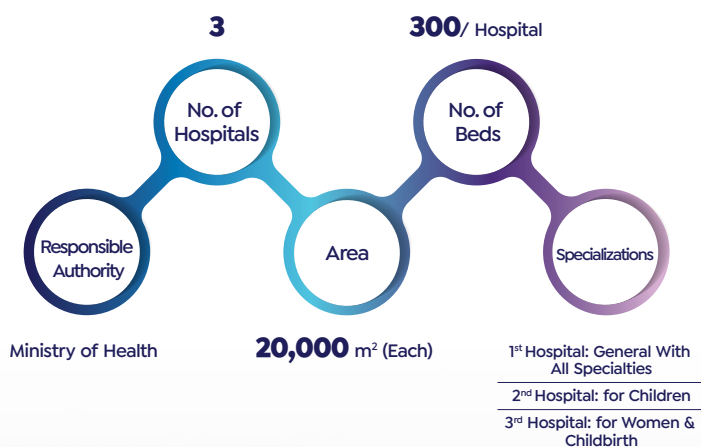 3
300/ Hospital
No. of
Hospitals
No. of
Beds
Responsible
Authority
Area
Specializations
Ministry of Health
20,000 m² (Each)
1st Hospital: General With
All Specialties
2nd Hospital: for Children
3rd Hospital: for Women &
Childbirth